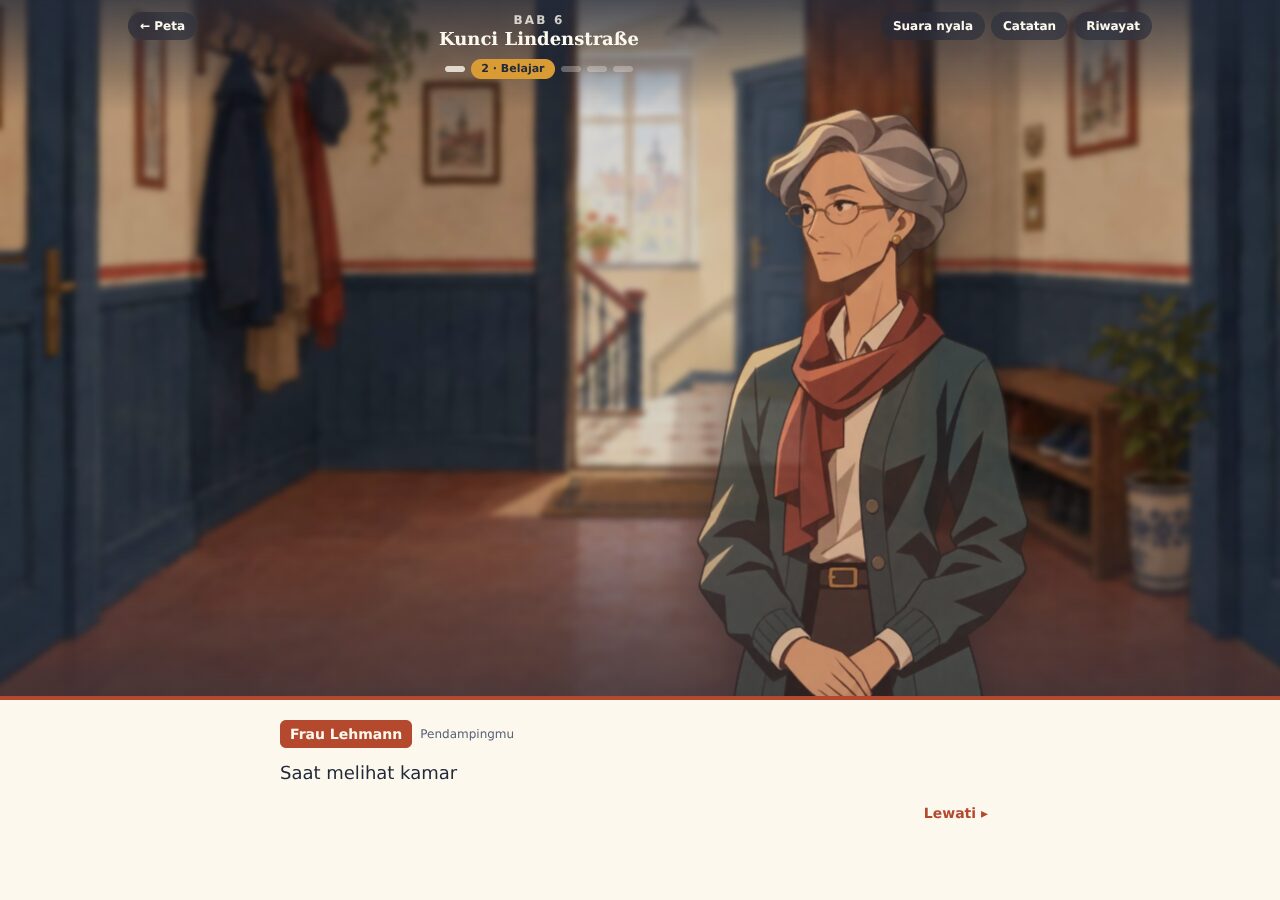 ← Peta
BAB 6
Kunci Lindenstraße
2 · Belajar
Suara nyala
Catatan
Riwayat
Frau Lehmann
Pendampingmu
Saat melihat kamar
Lewati ▸